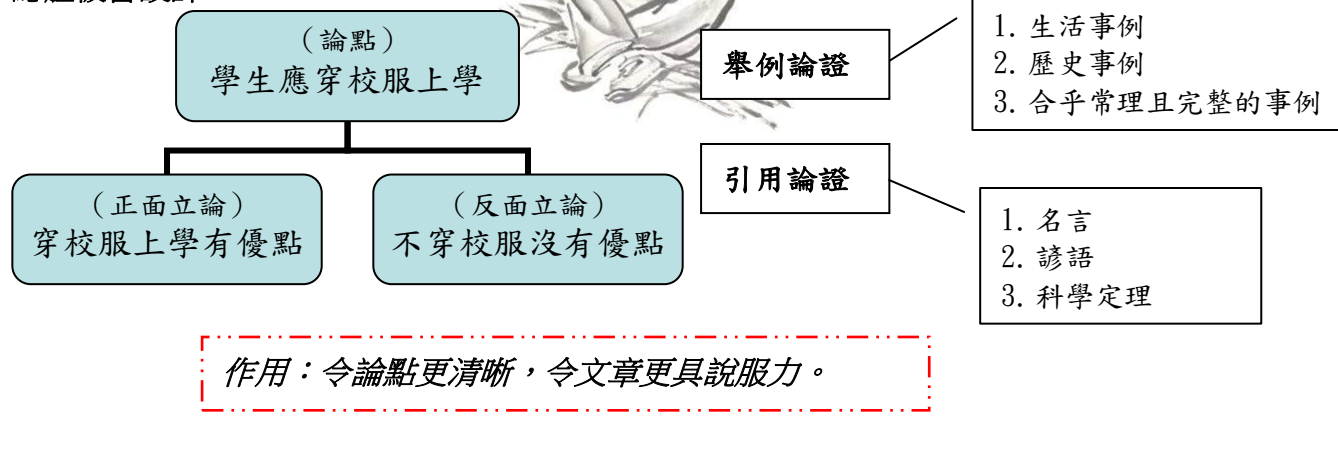 （論點）
學生應穿校服上學
（正面立論）
穿校服上學有優點
（反面立論）
不穿校服沒有優點
舉例論證
1. 生活事例
2. 歷史事例
3. 合乎常理且完整的事例
引用論證
1. 名言
2. 諺語
3. 科學定理
作用：令論點更清晰，令文章更具說服力。